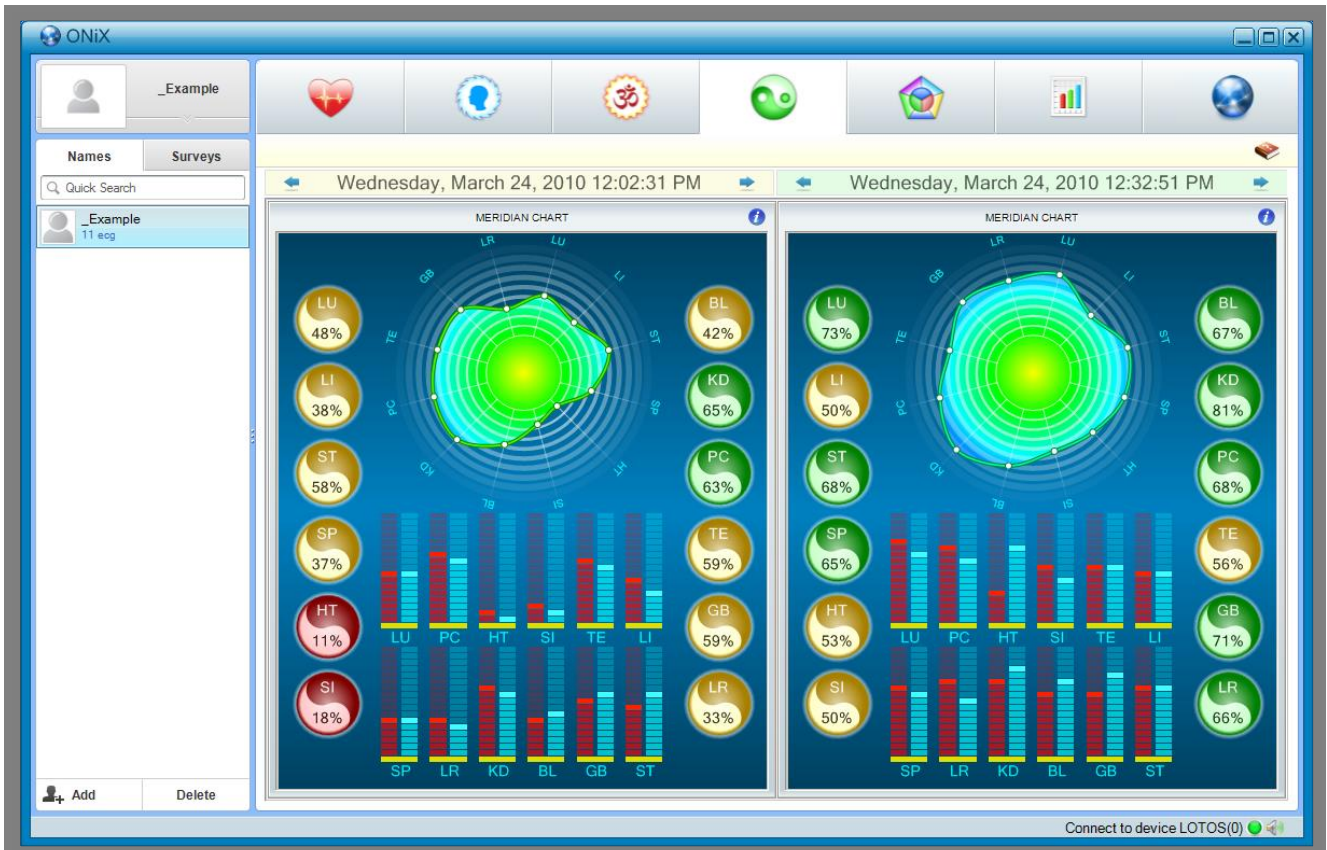 ONiX
_Example
Names
Surveys
Quick Search
_Example
11 ecg
Add
Delete
Wednesday, March 24, 2010 12:02:31 PM
Wednesday, March 24, 2010 12:32:51 PM
MERIDIAN CHART
LR
LU
LI
ST
SP
HT
SI
BL
KD
PC
TE
GB
LU
48%
LI
38%
ST
58%
SP
37%
HT
11%
SI
18%
BL
42%
KD
65%
PC
63%
TE
59%
GB
59%
LR
33%
LU PC HT SI TE LI
SP LR KD BL GB ST
MERIDIAN CHART
LR
LU
LI
ST
SP
HT
SI
BL
KD
PC
TE
GB
LU
73%
LI
50%
ST
68%
SP
65%
HT
53%
SI
50%
BL
67%
KD
81%
PC
68%
TE
56%
GB
71%
LR
66%
LU PC HT SI TE LI
SP LR KD BL GB ST
Connect to device LOTOS(0)